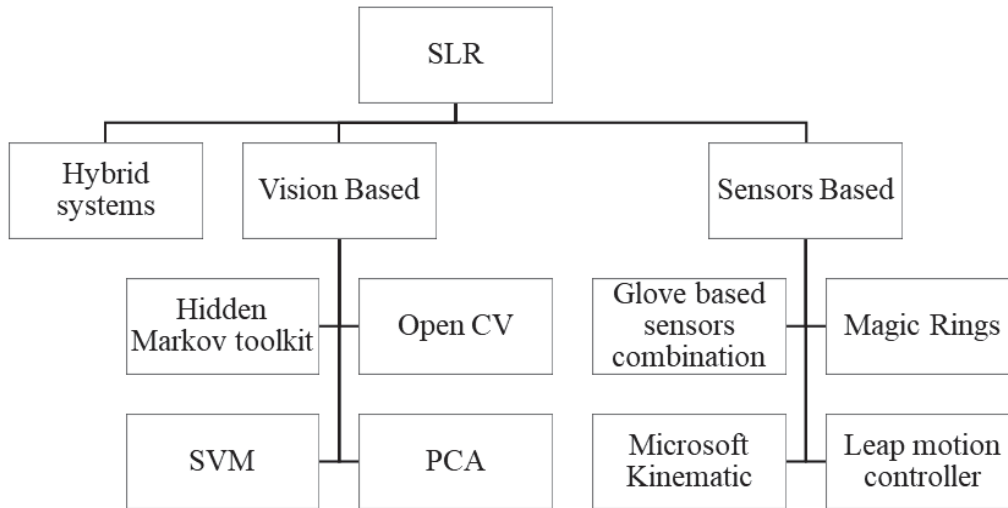 SLR
Hybrid
systems
Vision Based
Sensors Based
Hidden
Markov toolkit
Open CV
Glove based
sensors
combination
Magic Rings
SVM
PCA
Microsoft
Kinematic
Leap motion
controller